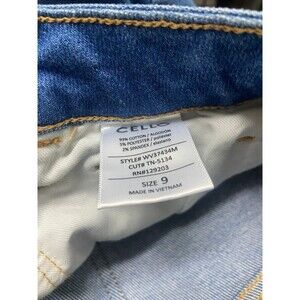 CELLO
93% COTTON / ALGODÓN
5% POLYESTER / poliéster
2% SPANDEX / elastano
STYLE# WV37434M
CUT# TN-5134
RN#129203
SIZE 9
MADE IN VIETNAM